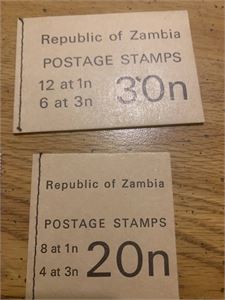 Republic of Zambia
POSTAGE STAMPS
12 at 1n
6 at 3n
30n
Republic of Zambia
POSTAGE STAMPS
8 at 1n
4 at 3n
20n